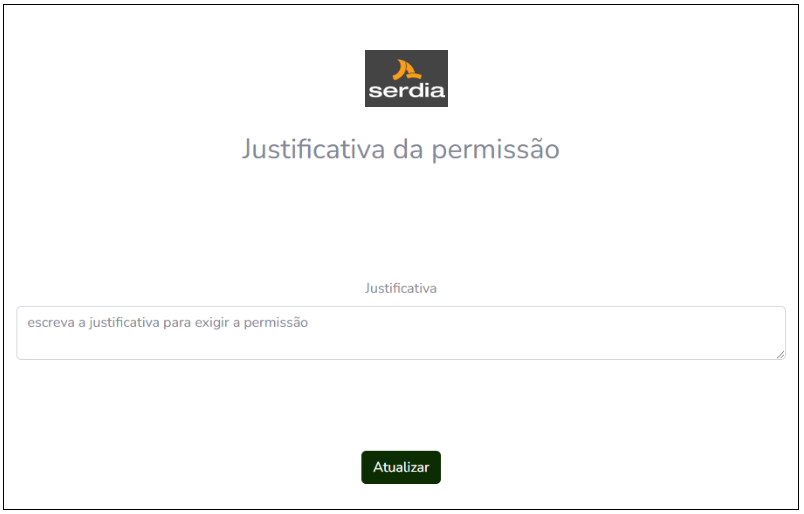 serdia
Justificativa da permissão
Justificativa
escreva a justificativa para exigir a permissão
Atualizar